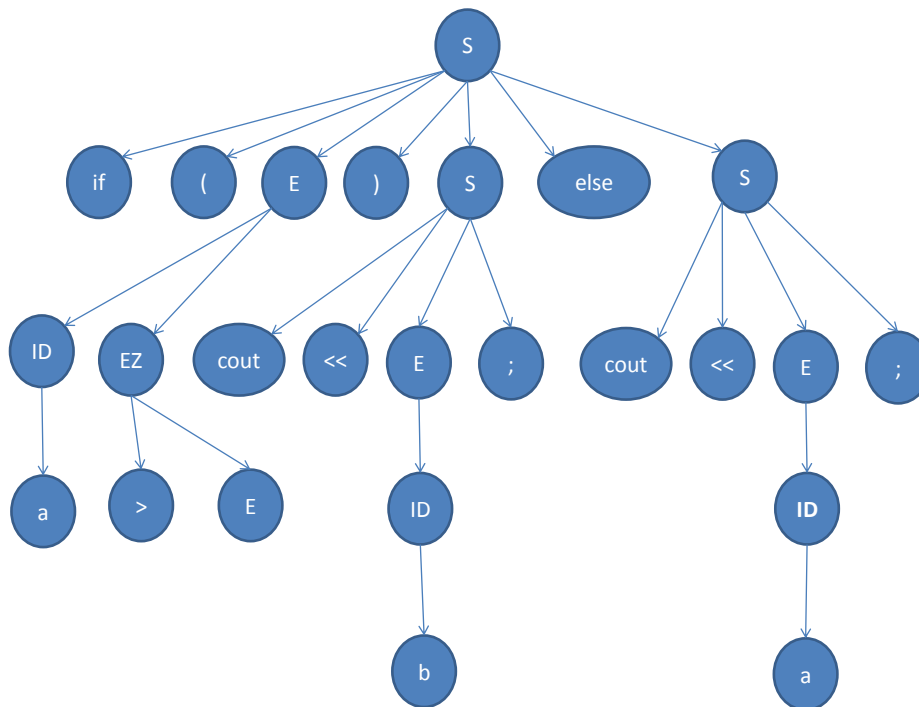 S
if ( E ) S else S
ID EZ cout << E ; cout << E ;
a > E ID ID
b a